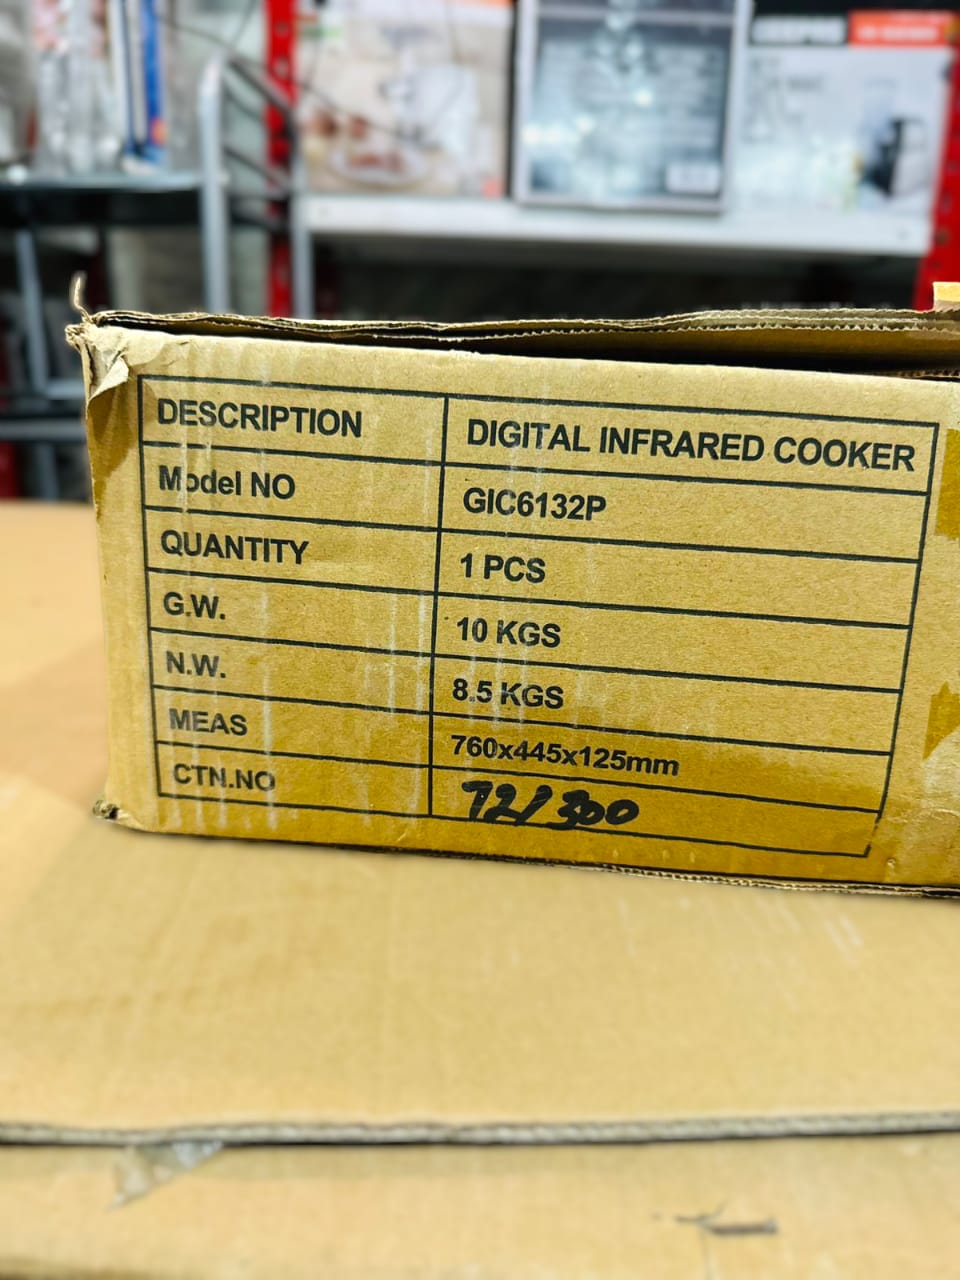 DESCRIPTION DIGITAL INFRARED COOKER
Model NO GIC6132P
QUANTITY 1 PCS
G.W. 10 KGS
N.W. 8.5 KGS
MEAS 760x445x125mm
CTN.NO 72/300